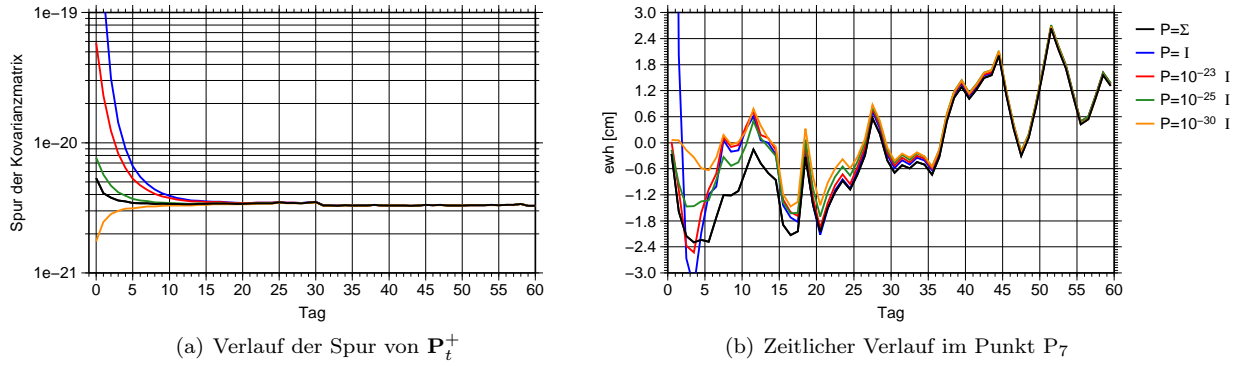 1e−19
1e−20
1e−21
Spur der Kovarianzmatrix
0 5 10 15 20 25 30 35 40 45 50 55 60
Tag
(a) Verlauf der Spur von P_t^+
3.0
2.4
1.8
1.2
0.6
0.0
−0.6
−1.2
−1.8
−2.4
−3.0
ewh [cm]
0 5 10 15 20 25 30 35 40 45 50 55 60
Tag
P=Σ
P= I
P=10⁻²³ I
P=10⁻²⁵ I
P=10⁻³⁰ I
(b) Zeitlicher Verlauf im Punkt P₇